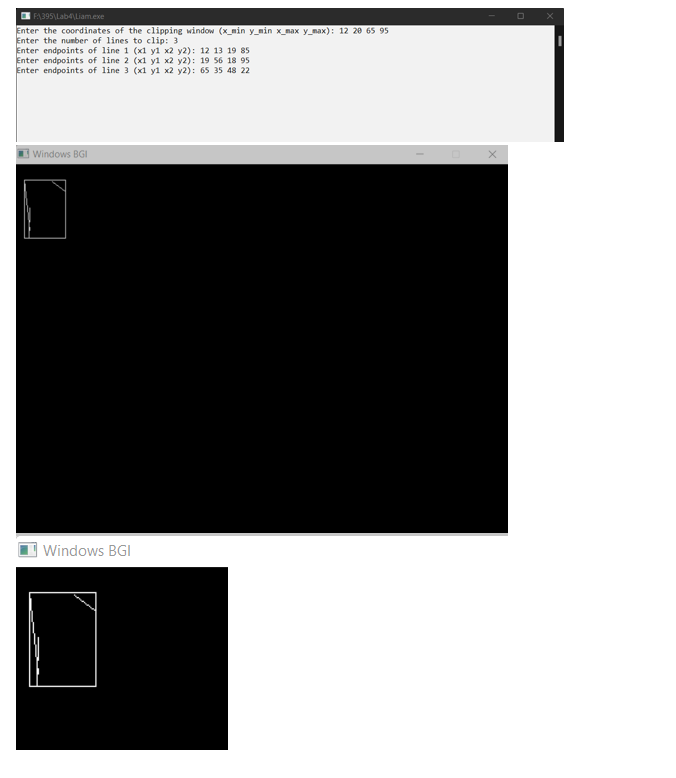 F:\395\Lab4\Liam.exe
Enter the coordinates of the clipping window (x_min y_min x_max y_max): 12 20 65 95
Enter the number of lines to clip: 3
Enter endpoints of line 1 (x1 y1 x2 y2): 12 13 19 85
Enter endpoints of line 2 (x1 y1 x2 y2): 19 56 18 95
Enter endpoints of line 3 (x1 y1 x2 y2): 65 35 48 22
Windows BGI
Windows BGI